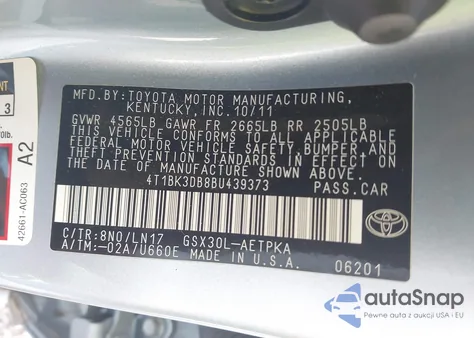 MFD.BY:TOYOTA MOTOR MANUFACTURING,
KENTUCKY,INC. 10/11
GVWR 4565LB GAWR FR 2665LB RR 2505LB
THIS VEHICLE CONFORMS TO ALL APPLICABLE
FEDERAL MOTOR VEHICLE SAFETY, BUMPER, AND
THEFT PREVENTION STANDARDS IN EFFECT ON
THE DATE OF MANUFACTURE SHOWN ABOVE.
4T1BK3DB8BU439373 PASS.CAR
C/TR:8N0/LN17 GSX30L-AETPKA
A/TM:-02A/U660E MADE IN U.S.A.
06201
TOYOTA
A2
42661-AC063
3
autaSnap
Pewne auta z aukcji USA i EU